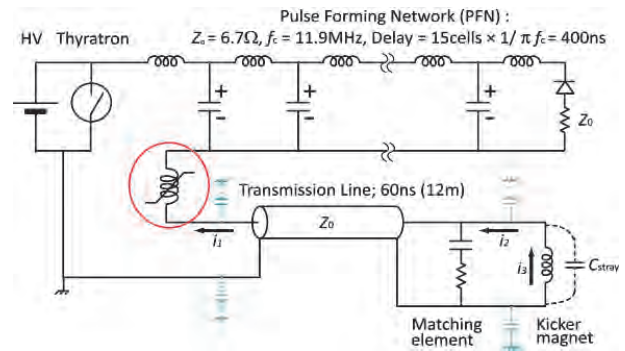 Pulse Forming Network (PFN) :
HV Thyratron
Z₀ = 6.7Ω, fc = 11.9MHz, Delay = 15cells × 1/ π fc = 400ns
+ + +
- - -
Z₀
Transmission Line; 60ns (12m)
Z₀
i₁
i₂
i₃
Cstray
Matching element
Kicker magnet